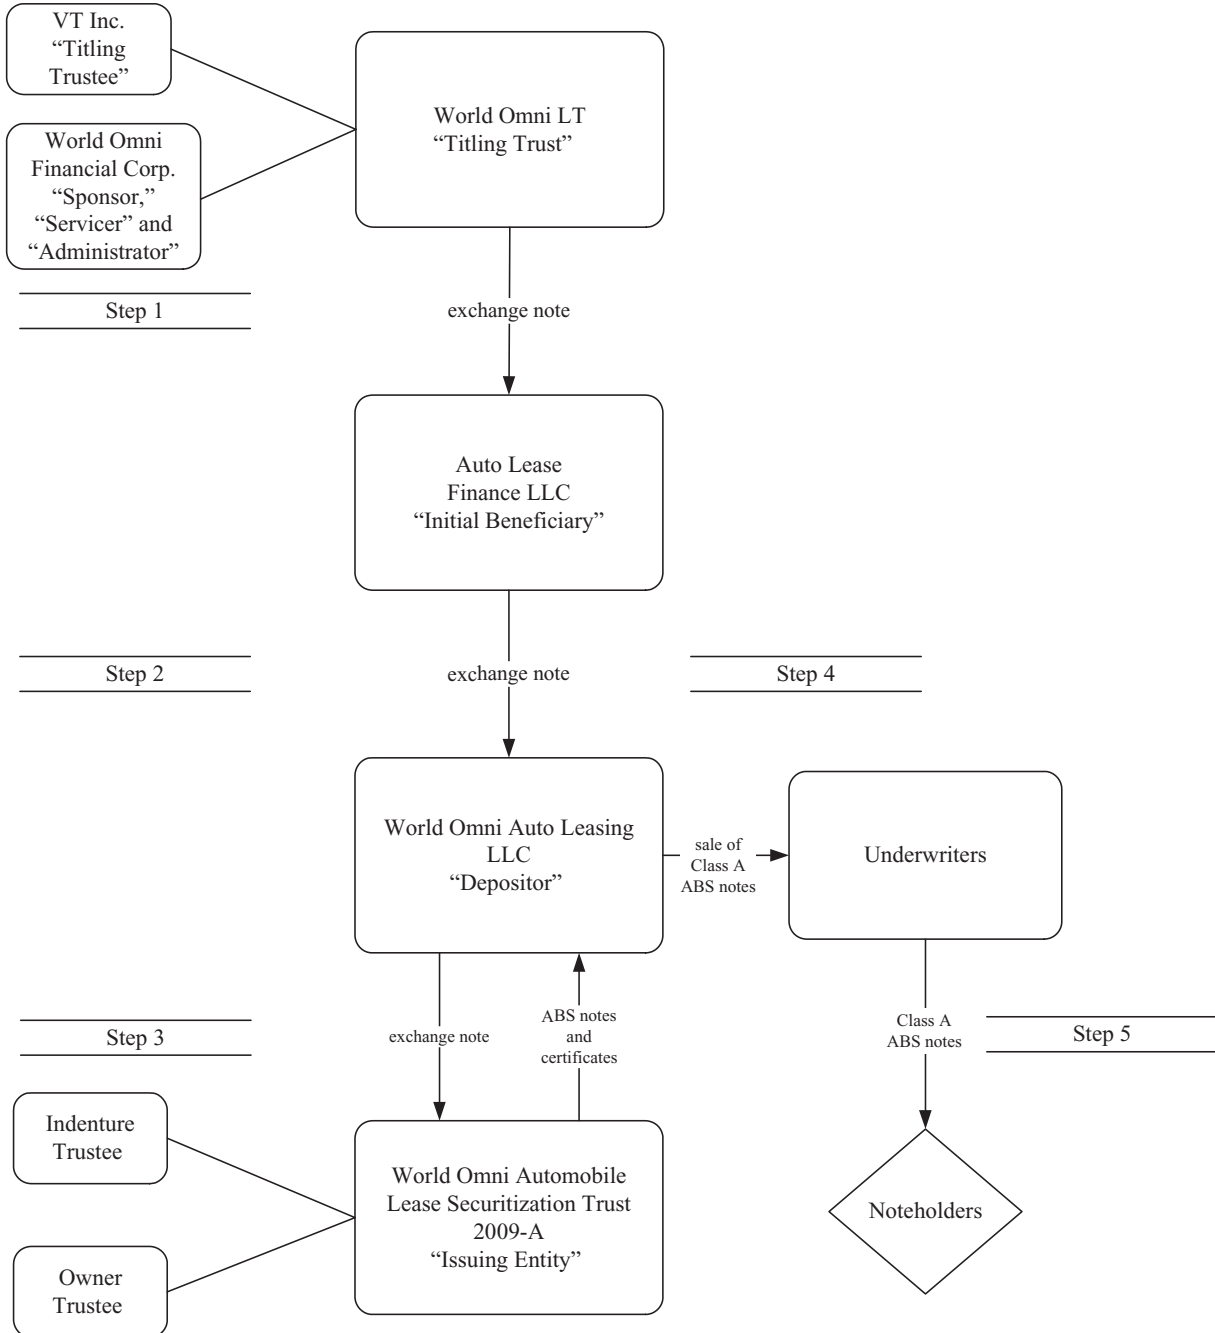 VT Inc.
“Titling
Trustee”
World Omni
Financial Corp.
“Sponsor,”
“Servicer” and
“Administrator”
World Omni LT
“Titling Trust”
Step 1
exchange note
Auto Lease
Finance LLC
“Initial Beneficiary”
Step 2
exchange note
Step 4
World Omni Auto Leasing
LLC
“Depositor”
sale of
Class A
ABS notes
Underwriters
Step 3
exchange note
ABS notes
and
certificates
Class A
ABS notes
Step 5
Indenture
Trustee
Owner
Trustee
World Omni Automobile
Lease Securitization Trust
2009-A
“Issuing Entity”
Noteholders